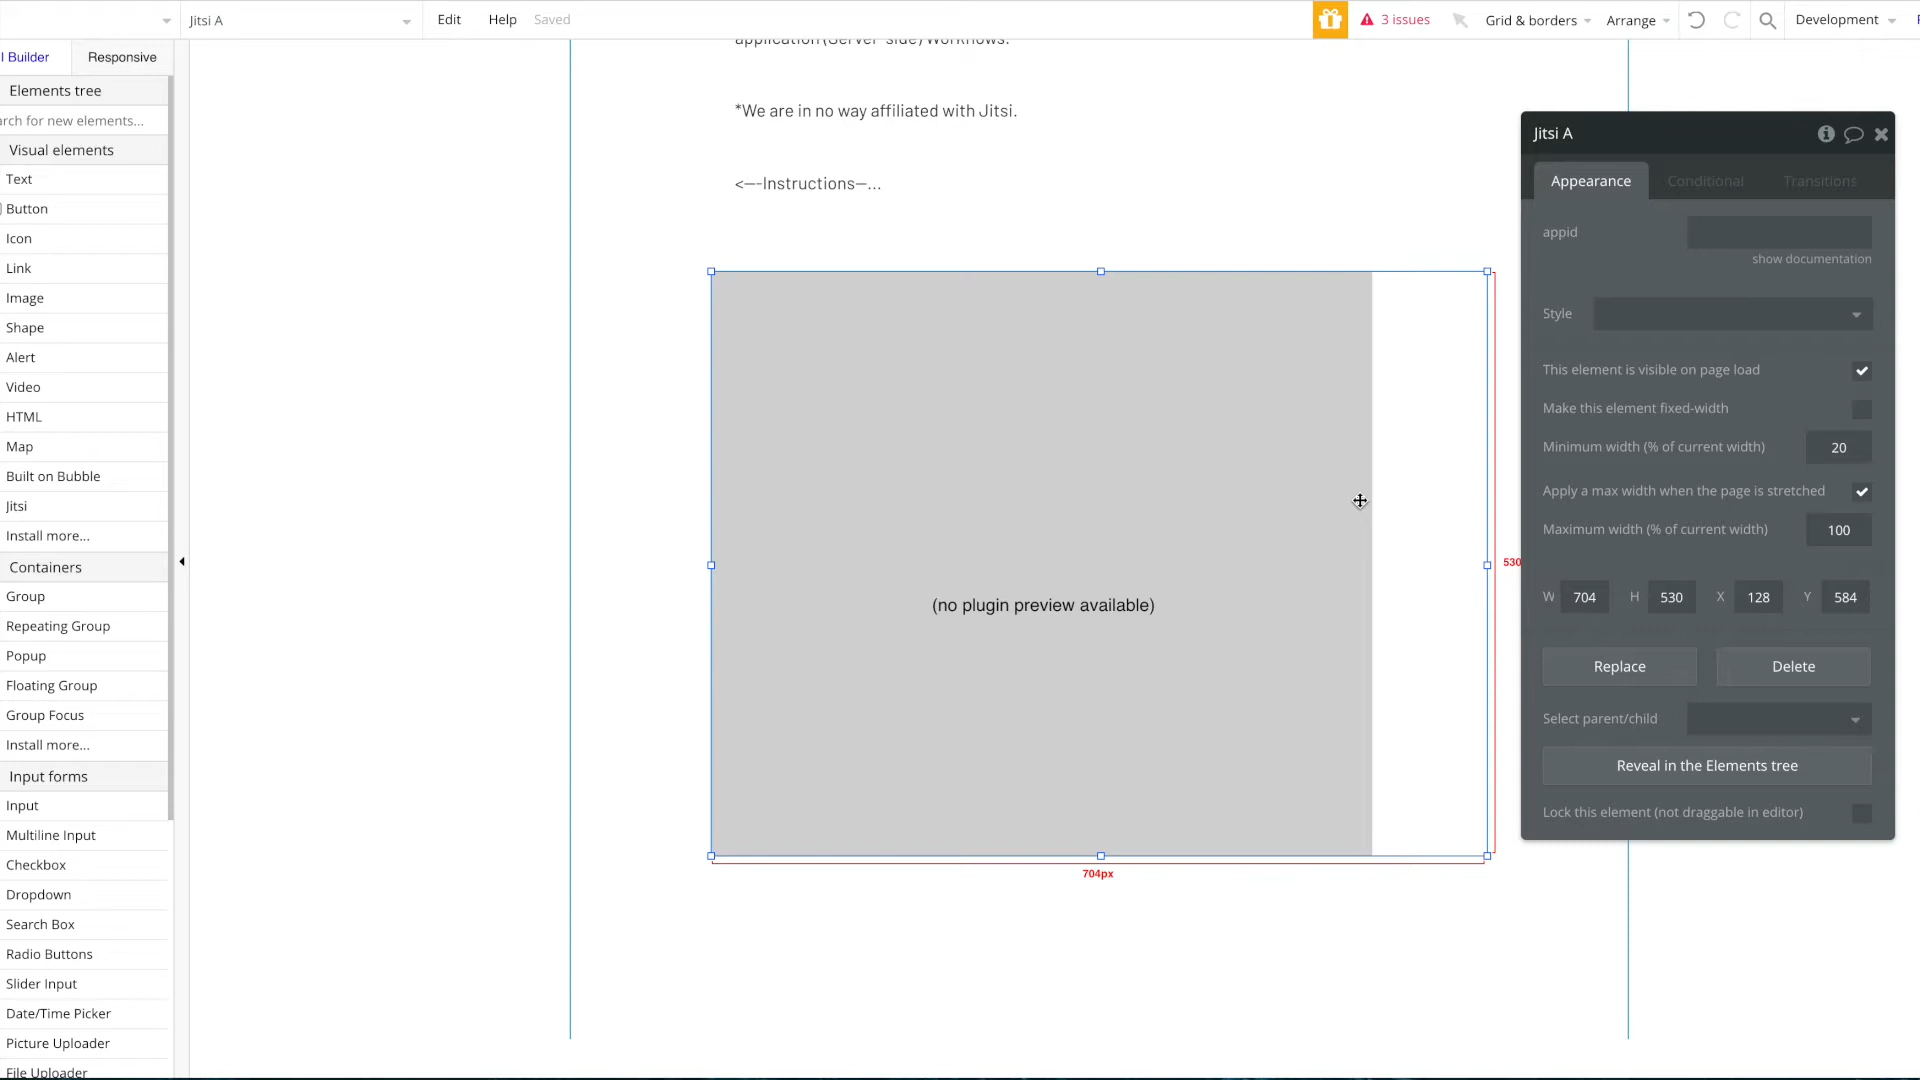 Jitsi A
Edit
Help
Saved
3 issues
Grid & borders
Arrange
Development
I Builder
Responsive
Elements tree
arch for new elements...
Visual elements
Text
Button
Icon
Link
Image
Shape
Alert
Video
HTML
Map
Built on Bubble
Jitsi
Install more...
Containers
Group
Repeating Group
Popup
Floating Group
Group Focus
Install more...
Input forms
Input
Multiline Input
Checkbox
Dropdown
Search Box
Radio Buttons
Slider Input
Date/Time Picker
Picture Uploader
File Uploader
application (Server-side) Workflows.
*We are in no way affiliated with Jitsi.
<—-Instructions—...
(no plugin preview available)
530
704px
Jitsi A
Appearance
Conditional
Transitions
appid
show documentation
Style
This element is visible on page load
Make this element fixed-width
Minimum width (% of current width) 20
Apply a max width when the page is stretched
Maximum width (% of current width) 100
W 704 H 530 X 128 Y 584
Replace
Delete
Select parent/child
Reveal in the Elements tree
Lock this element (not draggable in editor)